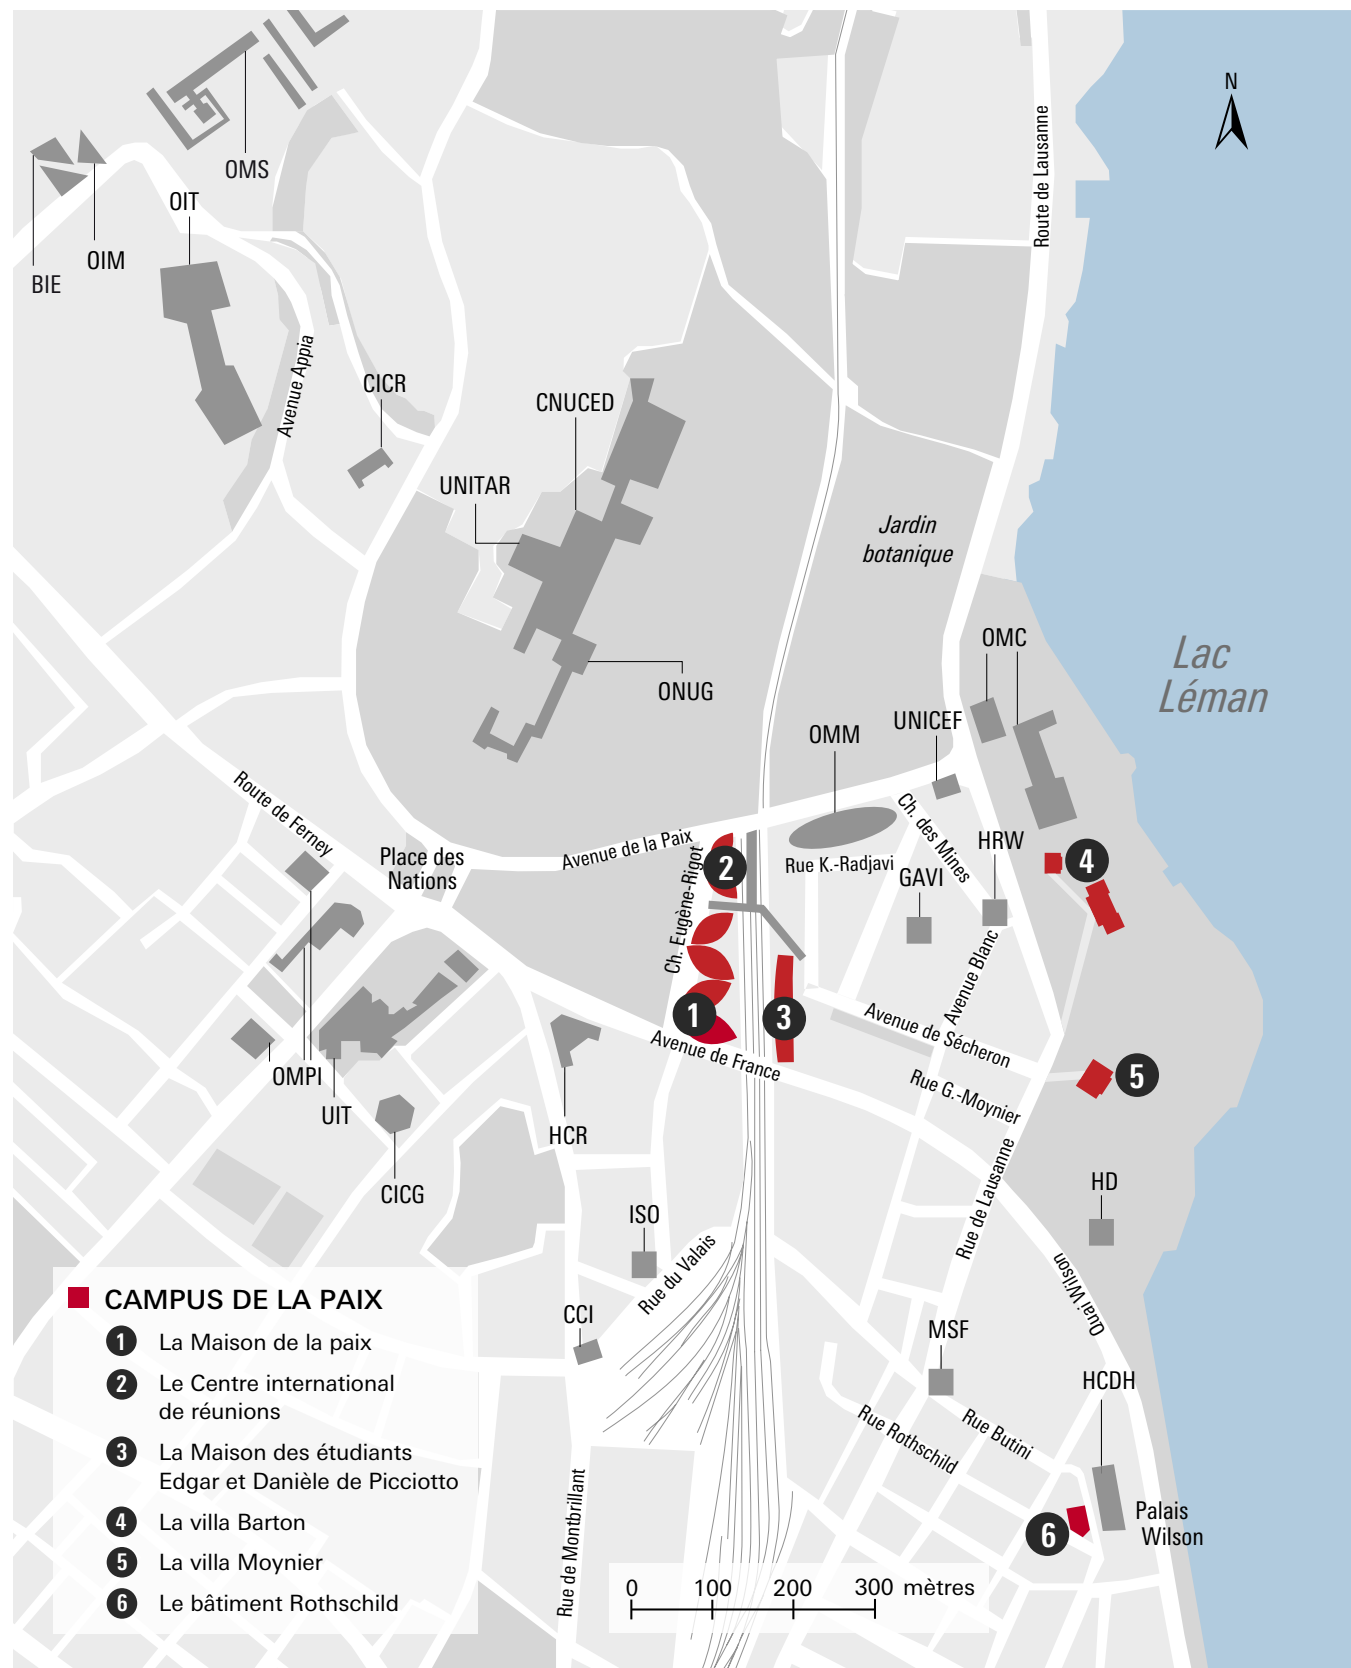 N
Route de Lausanne
OMS
BIE
OIM
OIT
Avenue Appia
CICR
CNUCED
UNITAR
ONUG
Jardin
botanique
Lac
Léman
OMC
UNICEF
OMM
Route de Ferney
Place des
Nations
Avenue de la Paix
Ch. Eugène-Rigot
Rue K.-Radjavi
Ch. des Mines
HRW
GAVI
2
4
1
3
5
Avenue Blanc
Avenue de Sécheron
Avenue de France
Rue G.-Moynier
OMPI
UIT
CICG
HCR
ISO
Rue du Valais
CCI
Rue de Lausanne
HD
Quai Wilson
MSF
HCDH
Rue Rothschild
Rue Butini
Palais
Wilson
6
Rue de Montbrillant
CAMPUS DE LA PAIX
1 La Maison de la paix
2 Le Centre international
de réunions
3 La Maison des étudiants
Edgar et Danièle de Picciotto
4 La villa Barton
5 La villa Moynier
6 Le bâtiment Rothschild
0 100 200 300 mètres